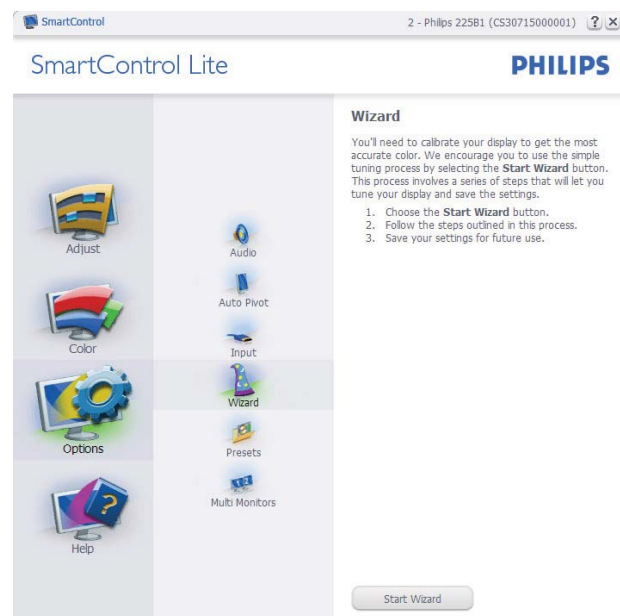 SmartControl
2 - Philips 225B1 (CS30715000001)
?
X
SmartControl Lite
PHILIPS
Adjust
Color
Options
Help
Audio
Auto Pivot
Input
Wizard
Presets
1 2
Multi Monitors
Wizard
You'll need to calibrate your display to get the most
accurate color. We encourage you to use the simple
tuning process by selecting the Start Wizard button.
This process involves a series of steps that will let you
tune your display and save the settings.
1. Choose the Start Wizard button.
2. Follow the steps outlined in this process.
3. Save your settings for future use.
Start Wizard